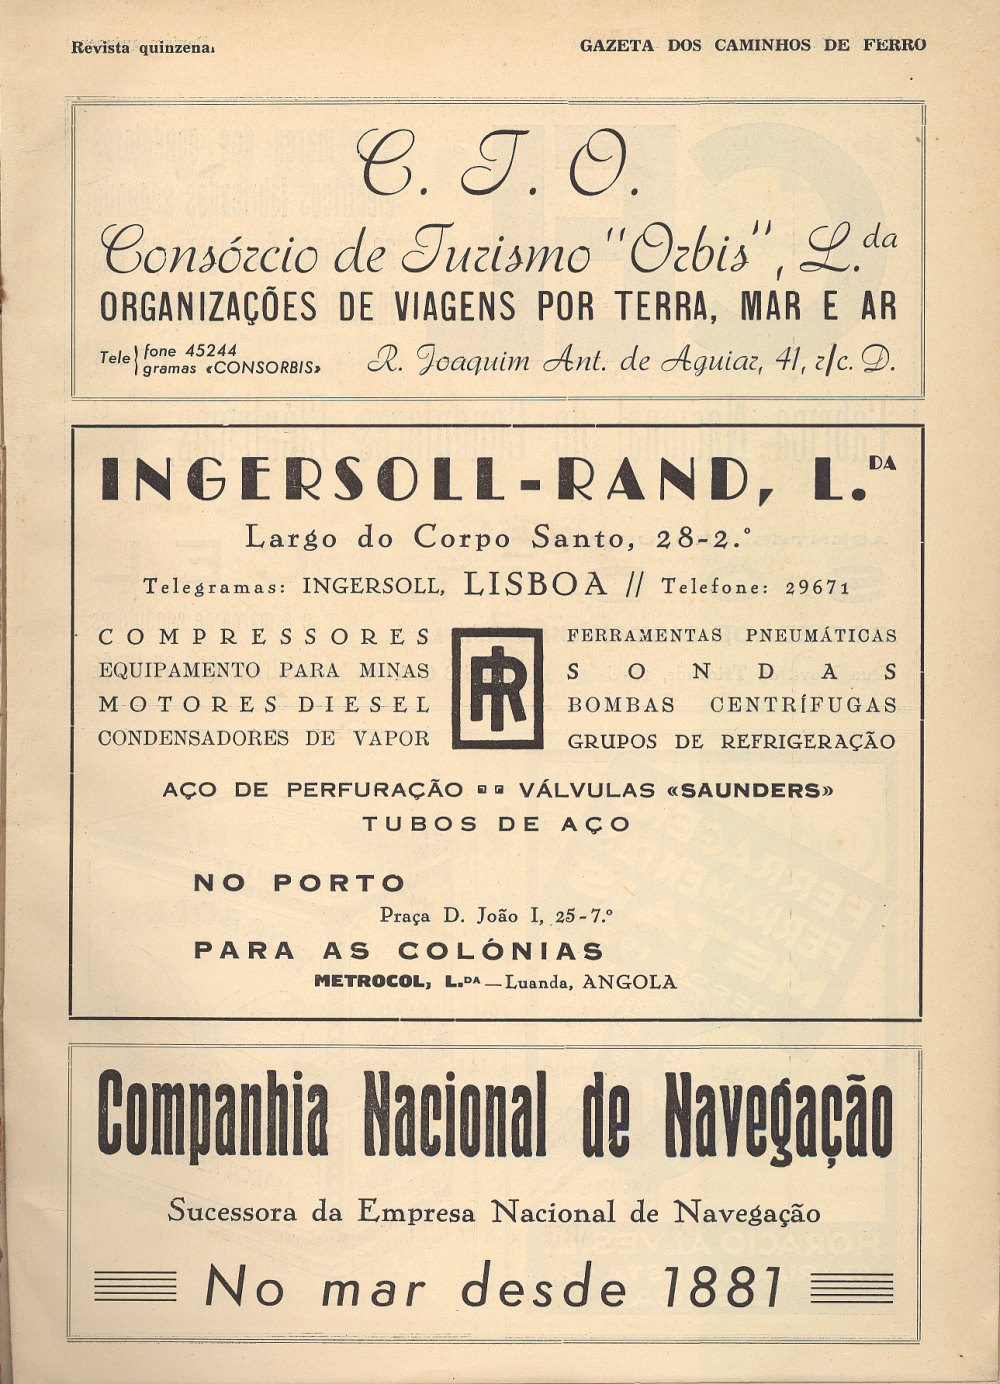 Revista quinzenal
GAZETA DOS CAMINHOS DE FERRO
C. T. O.
Consórcio de Turismo "Orbis", L.da
ORGANIZAÇÕES DE VIAGENS POR TERRA, MAR E AR
Tele { fone 45244
gramas «CONSORBIS»
R. Joaquim Ant. de Aguiar, 41, r/c. D.
INGERSOLL-RAND, L.DA
Largo do Corpo Santo, 28-2.º
Telegramas: INGERSOLL, LISBOA // Telefone: 29671
COMPRESSORES
EQUIPAMENTO PARA MINAS
MOTORES DIESEL
CONDENSADORES DE VAPOR
IR
FERRAMENTAS PNEUMÁTICAS
SONDAS
BOMBAS CENTRÍFUGAS
GRUPOS DE REFRIGERAÇÃO
AÇO DE PERFURAÇÃO VÁLVULAS «SAUNDERS»
TUBOS DE AÇO
NO PORTO
Praça D. João I, 25-7.º
PARA AS COLÓNIAS
METROCOL, L.DA — Luanda, ANGOLA
Companhia Nacional de Navegação
Sucessora da Empresa Nacional de Navegação
No mar desde 1881